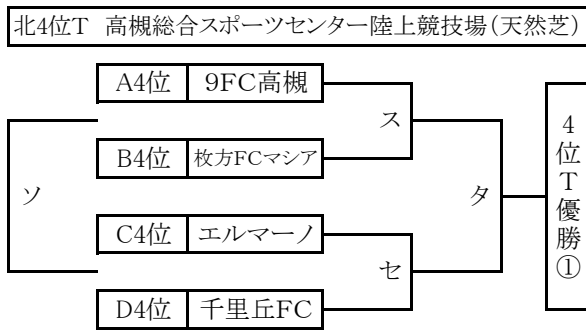 北4位T 高槻総合スポーツセンター陸上競技場(天然芝)
A4位 9FC高槻
ス
B4位 枚方FCマシア
ソ
タ
4位T優勝①
C4位 エルマーノ
セ
D4位 千里丘FC